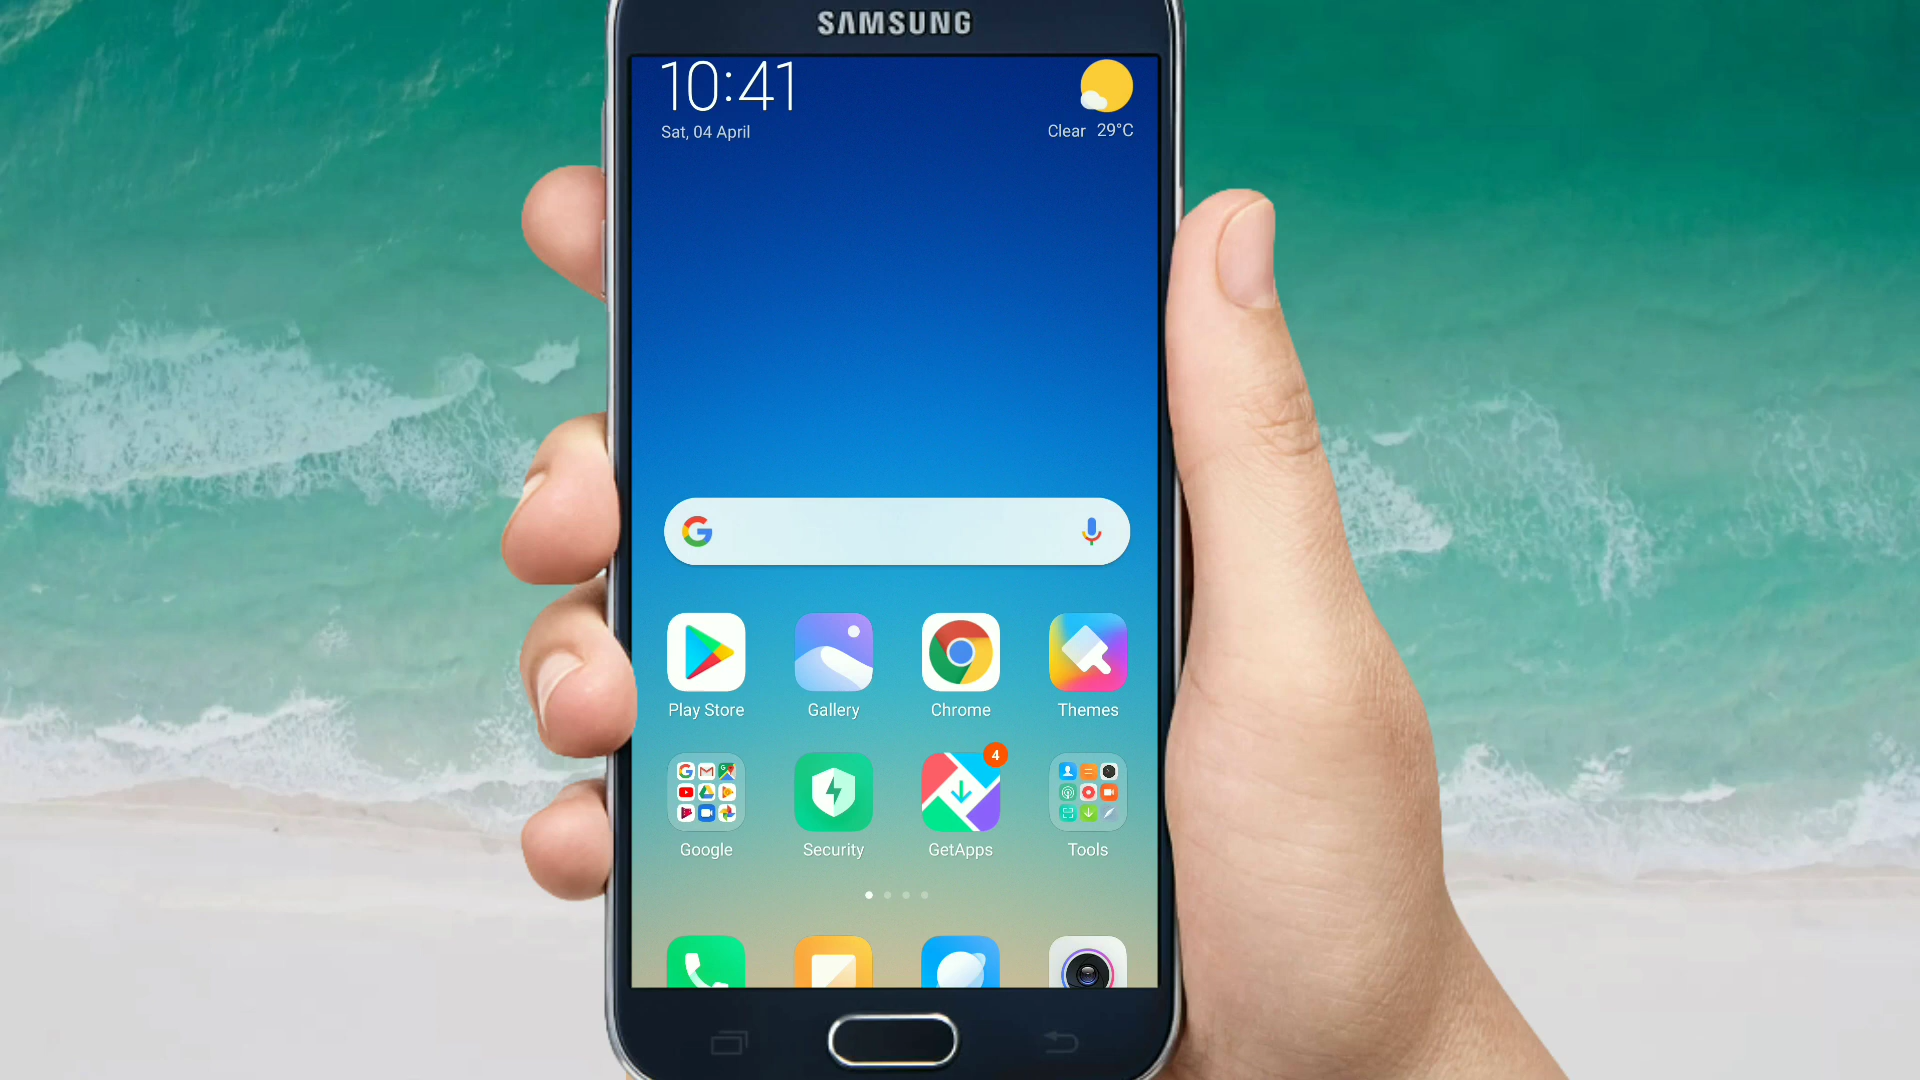 SAMSUNG
10:41
Sat, 04 April
Clear 29°C
Play Store
Gallery
Chrome
Themes
4
Google
Security
GetApps
Tools